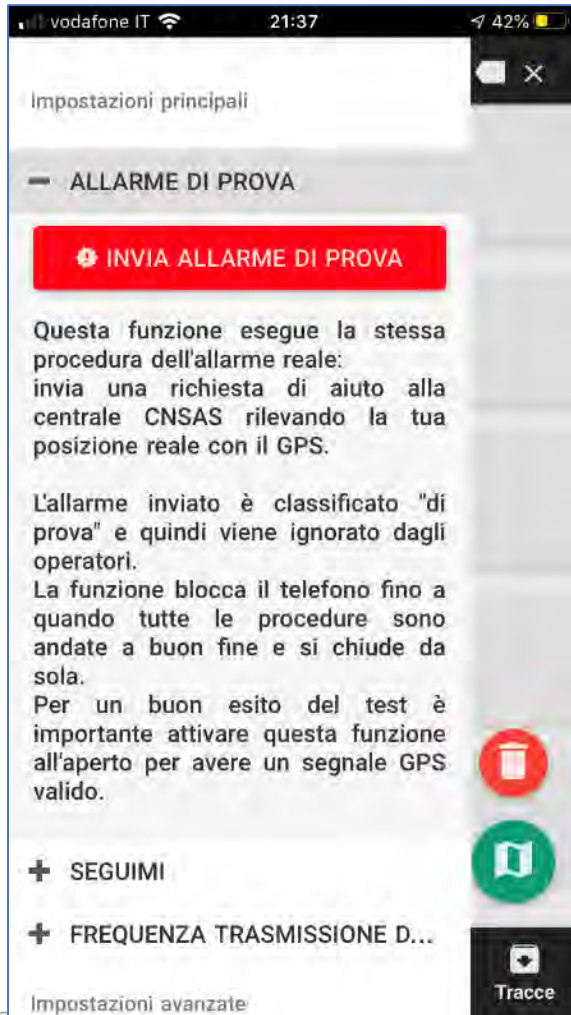 vodafone IT 21:37 42%
Impostazioni principali
ALLARME DI PROVA
INVIA ALLARME DI PROVA
Questa funzione esegue la stessa
procedura dell'allarme reale:
invia una richiesta di aiuto alla
centrale CNSAS rilevando la tua
posizione reale con il GPS.
L'allarme inviato è classificato "di
prova" e quindi viene ignorato dagli
operatori.
La funzione blocca il telefono fino a
quando tutte le procedure sono
andate a buon fine e si chiude da
sola.
Per un buon esito del test è
importante attivare questa funzione
all'aperto per avere un segnale GPS
valido.
SEGUIMI
FREQUENZA TRASMISSIONE D...
Tracce
Impostazioni avanzate